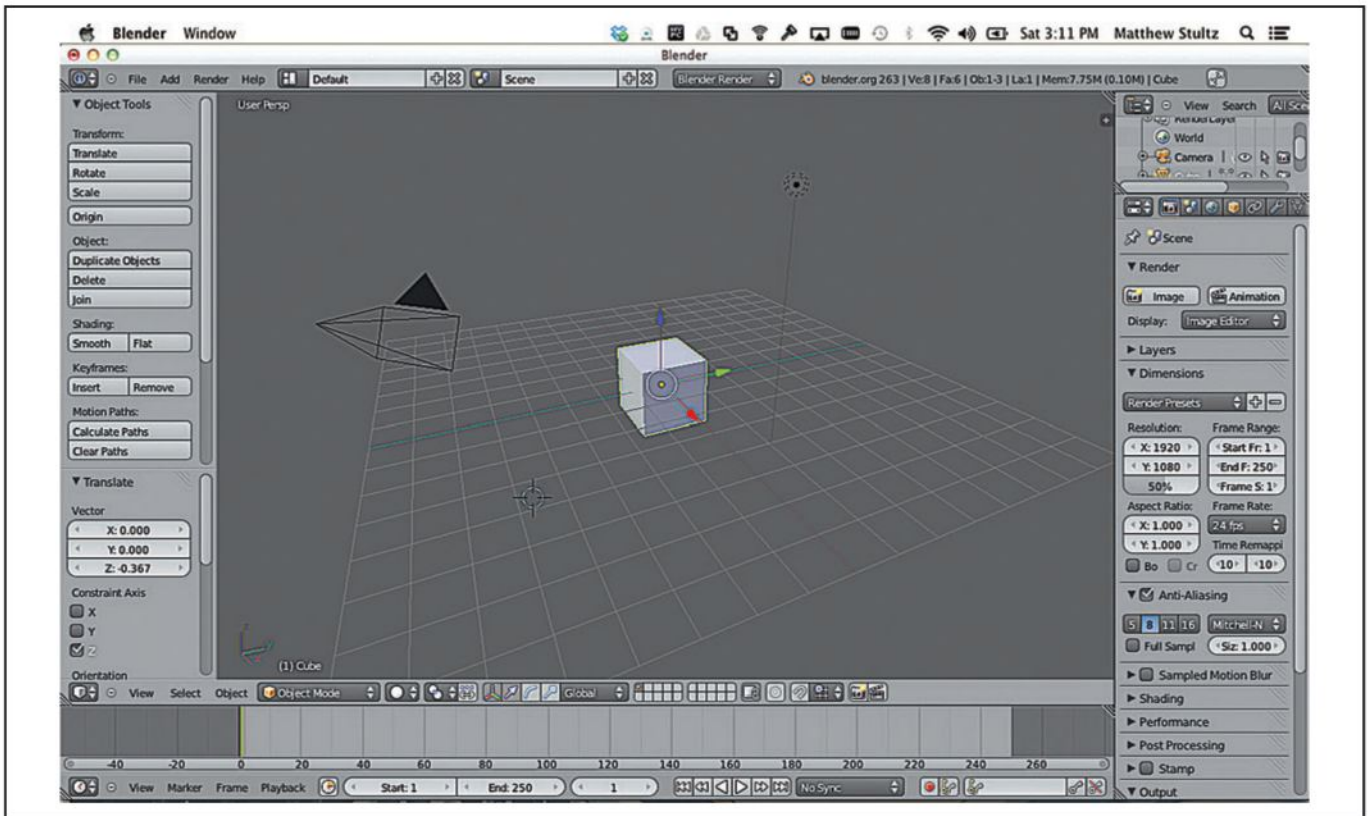 Blender Window Sat 3:11 PM Matthew Stultz
Blender
File Add Render Help Default Scene Blender Render blender.org 263 | Ve:8 | Fa:6 | Ob:1-3 | La:1 | Mem:7.75M (0.10M) | Cube
▼ Object Tools
Transform:
Translate
Rotate
Scale
Origin
Object:
Duplicate Objects
Delete
Join
Shading:
Smooth Flat
Keyframes:
Insert Remove
Motion Paths:
Calculate Paths
Clear Paths
▼ Translate
Vector
X: 0.000
Y: 0.000
Z: -0.367
Constraint Axis
X
Y
Z
Orientation
User Persp
(1) Cube
View Select Object Object Mode Global
-40 -20 0 20 40 60 80 100 120 140 160 180 200 220 240 260
View Marker Frame Playback Start: 1 End: 250 1 No Sync
View Search All Sce
RenderLayer
World
Camera
Scene
▼ Render
Image Animation
Display: Image Editor
▶ Layers
▼ Dimensions
Render Presets
Resolution: Frame Range:
X: 1920 Start Fr: 1
Y: 1080 End F: 250
50% Frame S: 1
Aspect Ratio: Frame Rate:
X: 1.000 24 fps
Y: 1.000 Time Remappi
Bo Cr 10 10
▼ Anti-Aliasing
5 8 11 16 Mitchell-N
Full Sampl Siz: 1.000
▶ Sampled Motion Blur
▶ Shading
▶ Performance
▶ Post Processing
▶ Stamp
▼ Output